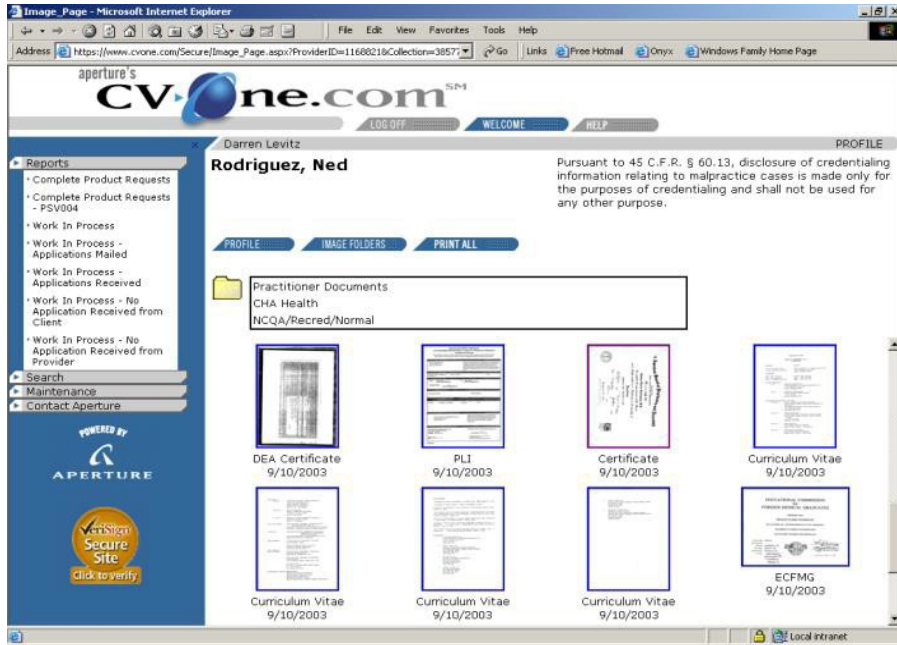 Image_Page - Microsoft Internet Explorer
File Edit View Favorites Tools Help
Address https://www.cvone.com/Secure/Image_Page.aspx?ProviderID=1168821&Collection=38577 Go Links Free Hotmail Onyx Windows Family Home Page
aperture's
CVOne.com SM
LOG OFF WELCOME HELP
Darren Levitz PROFILE
Reports
Complete Product Requests
Complete Product Requests
- PSV004
Work In Process
Work In Process -
Applications Mailed
Work In Process -
Applications Received
Work In Process - No
Application Received from
Client
Work In Process - No
Application Received from
Provider
Search
Maintenance
Contact Aperture
POWERED BY
APERTURE
VeriSign
Secure
Site
Click to verify
Rodriguez, Ned
Pursuant to 45 C.F.R. § 60.13, disclosure of credentialing
information relating to malpractice cases is made only for
the purposes of credentialing and shall not be used for
any other purpose.
PROFILE IMAGE FOLDERS PRINT ALL
Practitioner Documents
CHA Health
NCQA/Recred/Normal
DEA Certificate PLI Certificate Curriculum Vitae
9/10/2003 9/10/2003 9/10/2003 9/10/2003
EDUCATIONAL COMMISSION
FOREIGN MEDICAL GRADUATES
Curriculum Vitae Curriculum Vitae Curriculum Vitae ECFMG
9/10/2003 9/10/2003 9/10/2003 9/10/2003
Local intranet